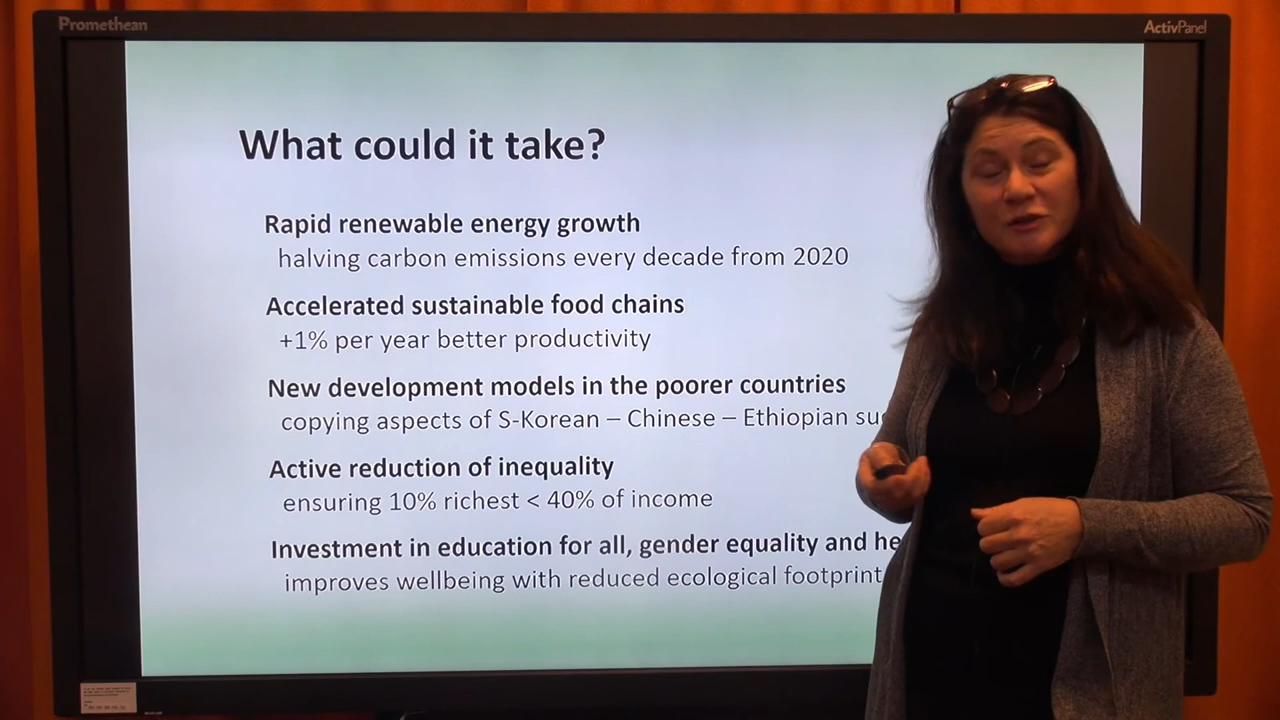 Promethean
ActivPanel
What could it take?
Rapid renewable energy growth
halving carbon emissions every decade from 2020
Accelerated sustainable food chains
+1% per year better productivity
New development models in the poorer countries
copying aspects of S-Korean – Chinese – Ethiopian
Active reduction of inequality
ensuring 10% richest < 40% of income
Investment in education for all, gender equality and
improves wellbeing with reduced ecological footprint